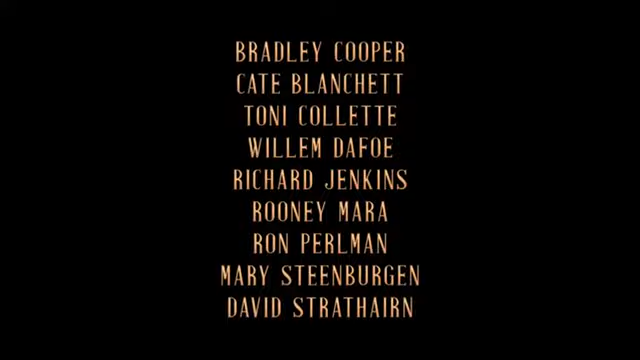 BRADLEY COOPER
CATE BLANCHETT
TONI COLLETTE
WILLEM DAFOE
RICHARD JENKINS
ROONEY MARA
RON PERLMAN
MARY STEENBURGEN
DAVID STRATHAIRN